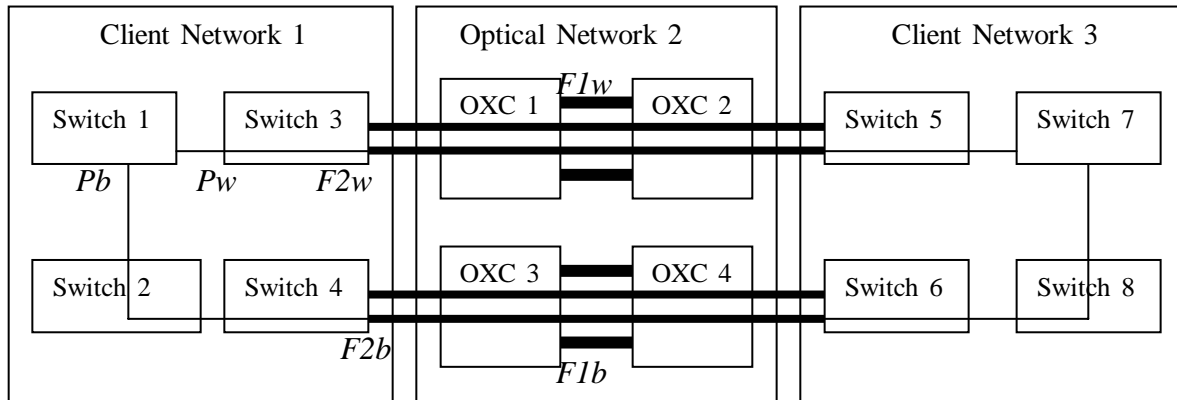 Client Network 1
Optical Network 2
Client Network 3
F1w
Switch 1
Switch 3
OXC 1
OXC 2
Switch 5
Switch 7
Pb
Pw
F2w
Switch 2
Switch 4
OXC 3
OXC 4
Switch 6
Switch 8
F2b
F1b